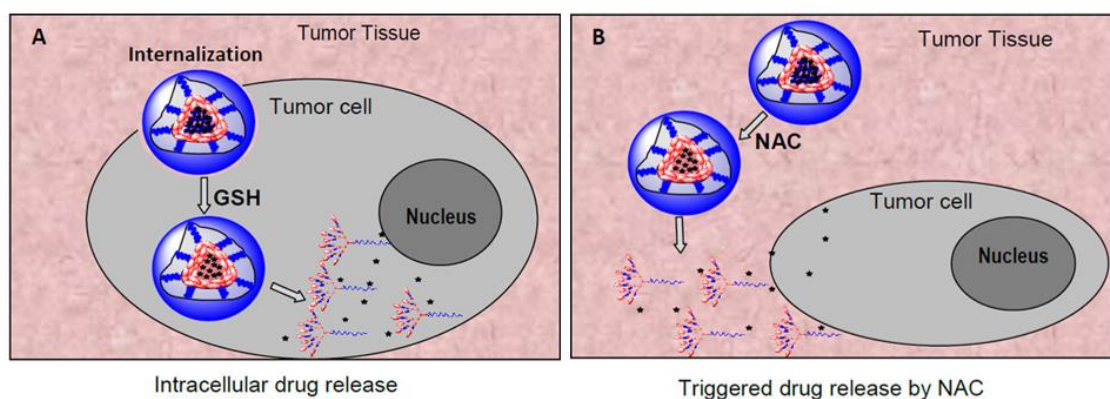 A
Tumor Tissue
Internalization
Tumor cell
GSH
Nucleus
Intracellular drug release
B
Tumor Tissue
NAC
Tumor cell
Nucleus
Triggered drug release by NAC